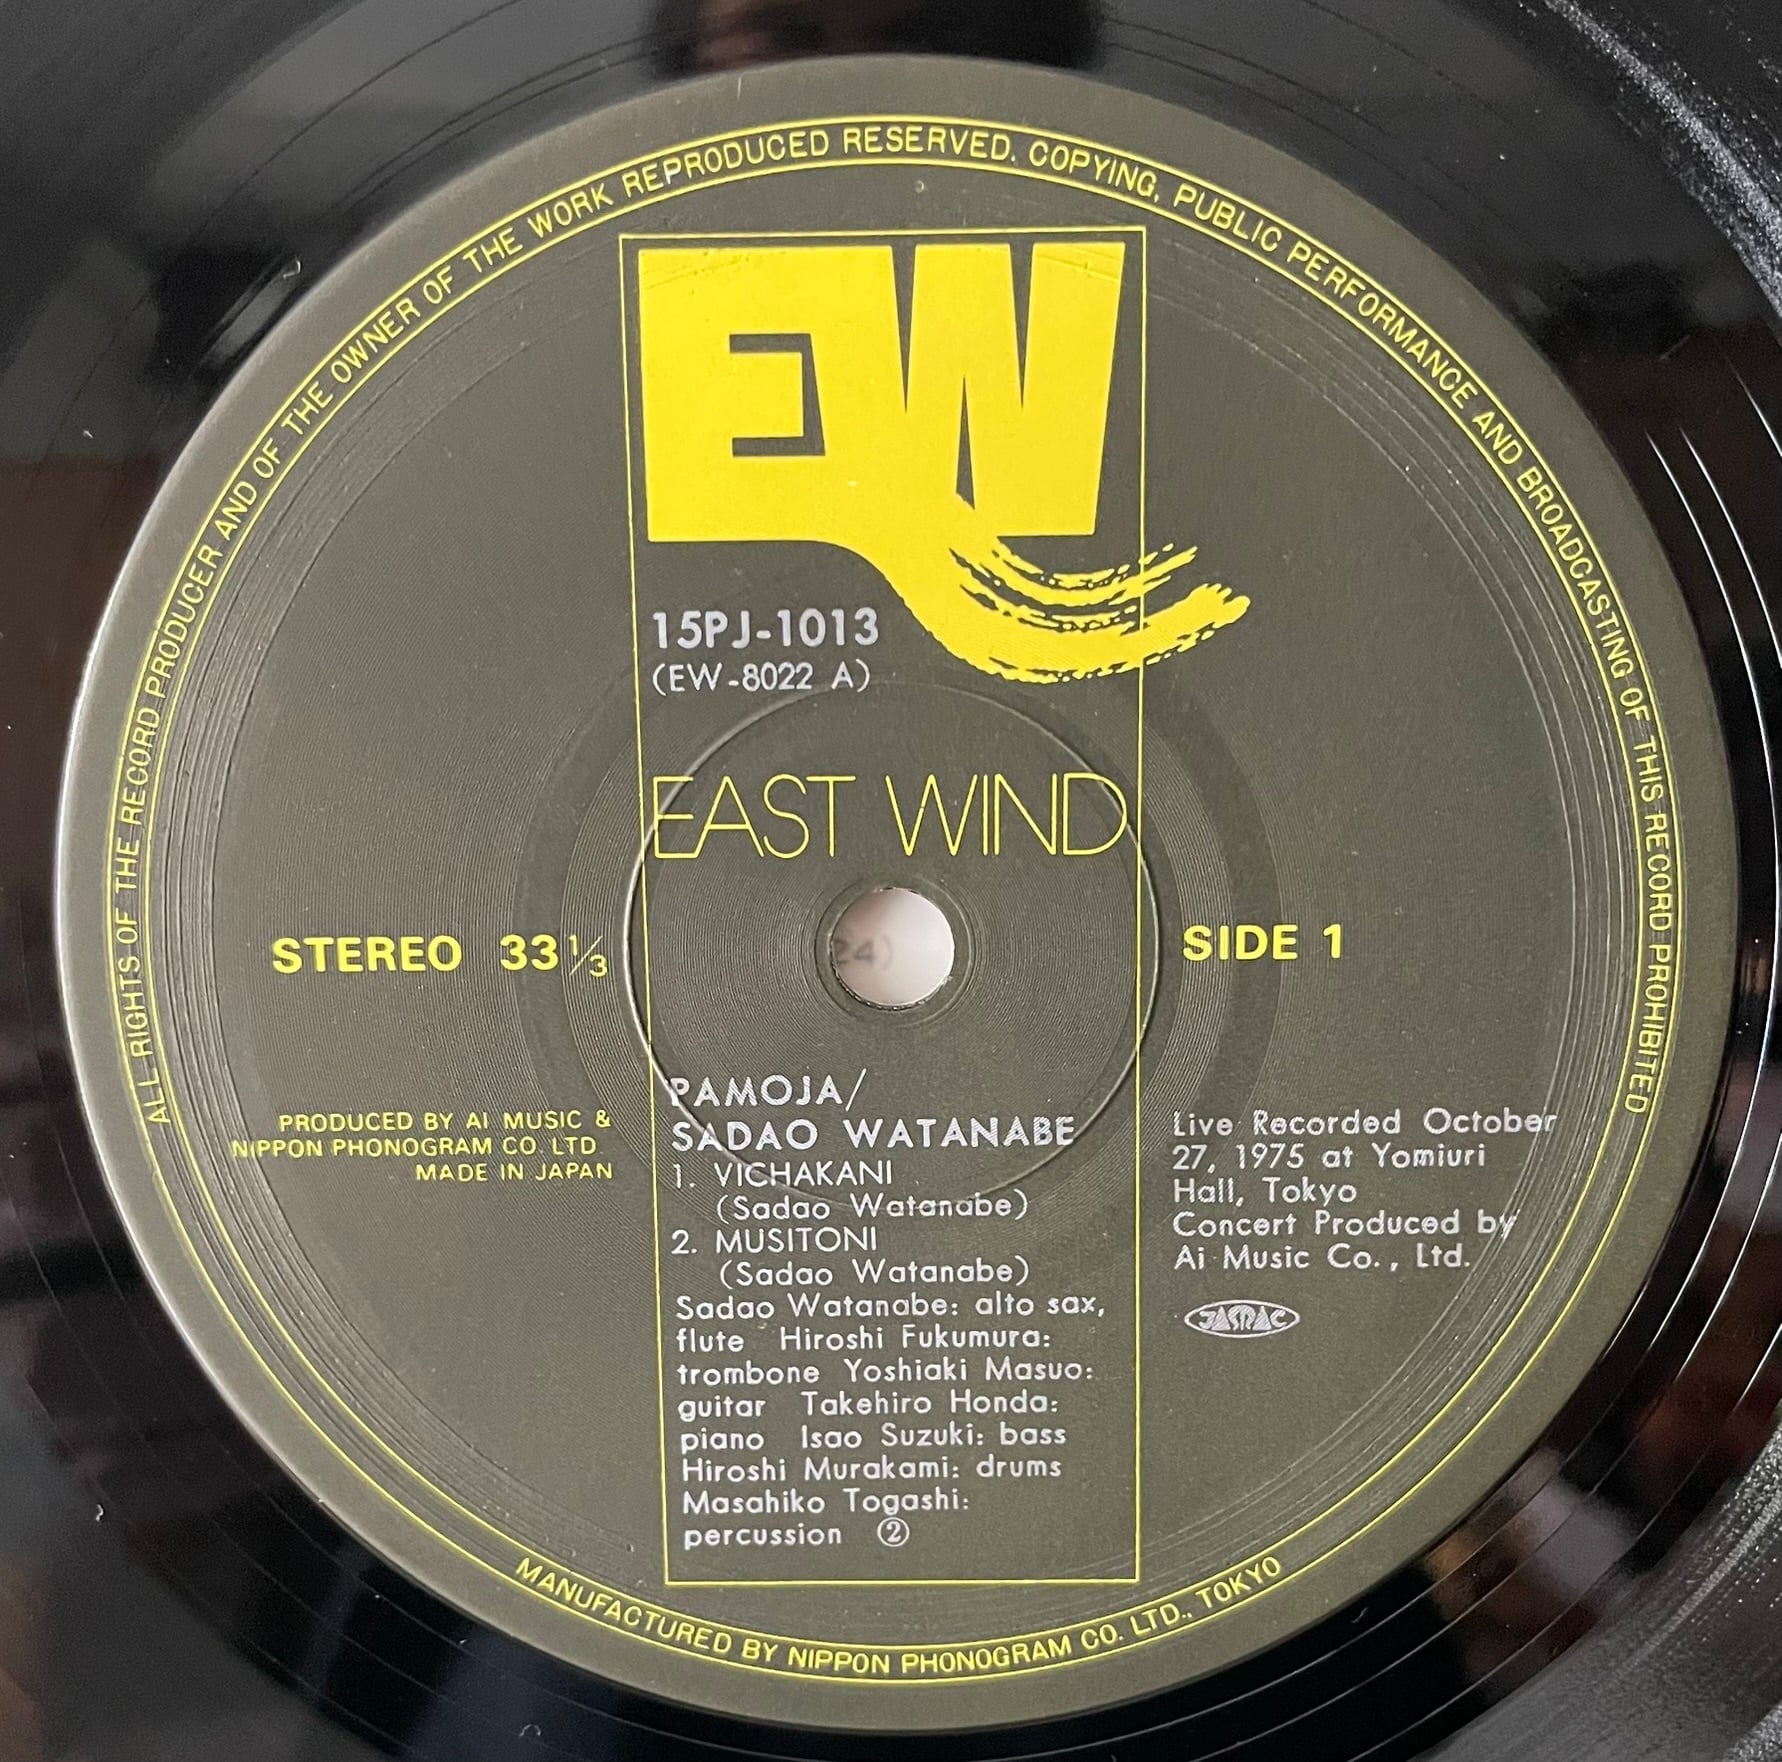 ALL RIGHTS OF THE RECORD PRODUCER AND OF THE OWNER OF THE WORK REPRODUCED RESERVED. COPYING, PUBLIC PERFORMANCE AND BROADCASTING OF THIS RECORD PROHIBITED
EW
15PJ-1013
(EW-8022 A)
EAST WIND
STEREO 33⅓
24)
SIDE 1
PRODUCED BY AI MUSIC &
NIPPON PHONOGRAM CO. LTD.
MADE IN JAPAN
PAMOJA/
SADAO WATANABE
1. VICHAKANI
(Sadao Watanabe)
2. MUSITONI
(Sadao Watanabe)
Sadao Watanabe: alto sax,
flute Hiroshi Fukumura:
trombone Yoshiaki Masuo:
guitar Takehiro Honda:
piano Isao Suzuki: bass
Hiroshi Murakami: drums
Masahiko Togashi:
percussion ②
Live Recorded October
27, 1975 at Yomiuri
Hall, Tokyo
Concert Produced by
Ai Music Co., Ltd.
JASRAC
MANUFACTURED BY NIPPON PHONOGRAM CO. LTD., TOKYO